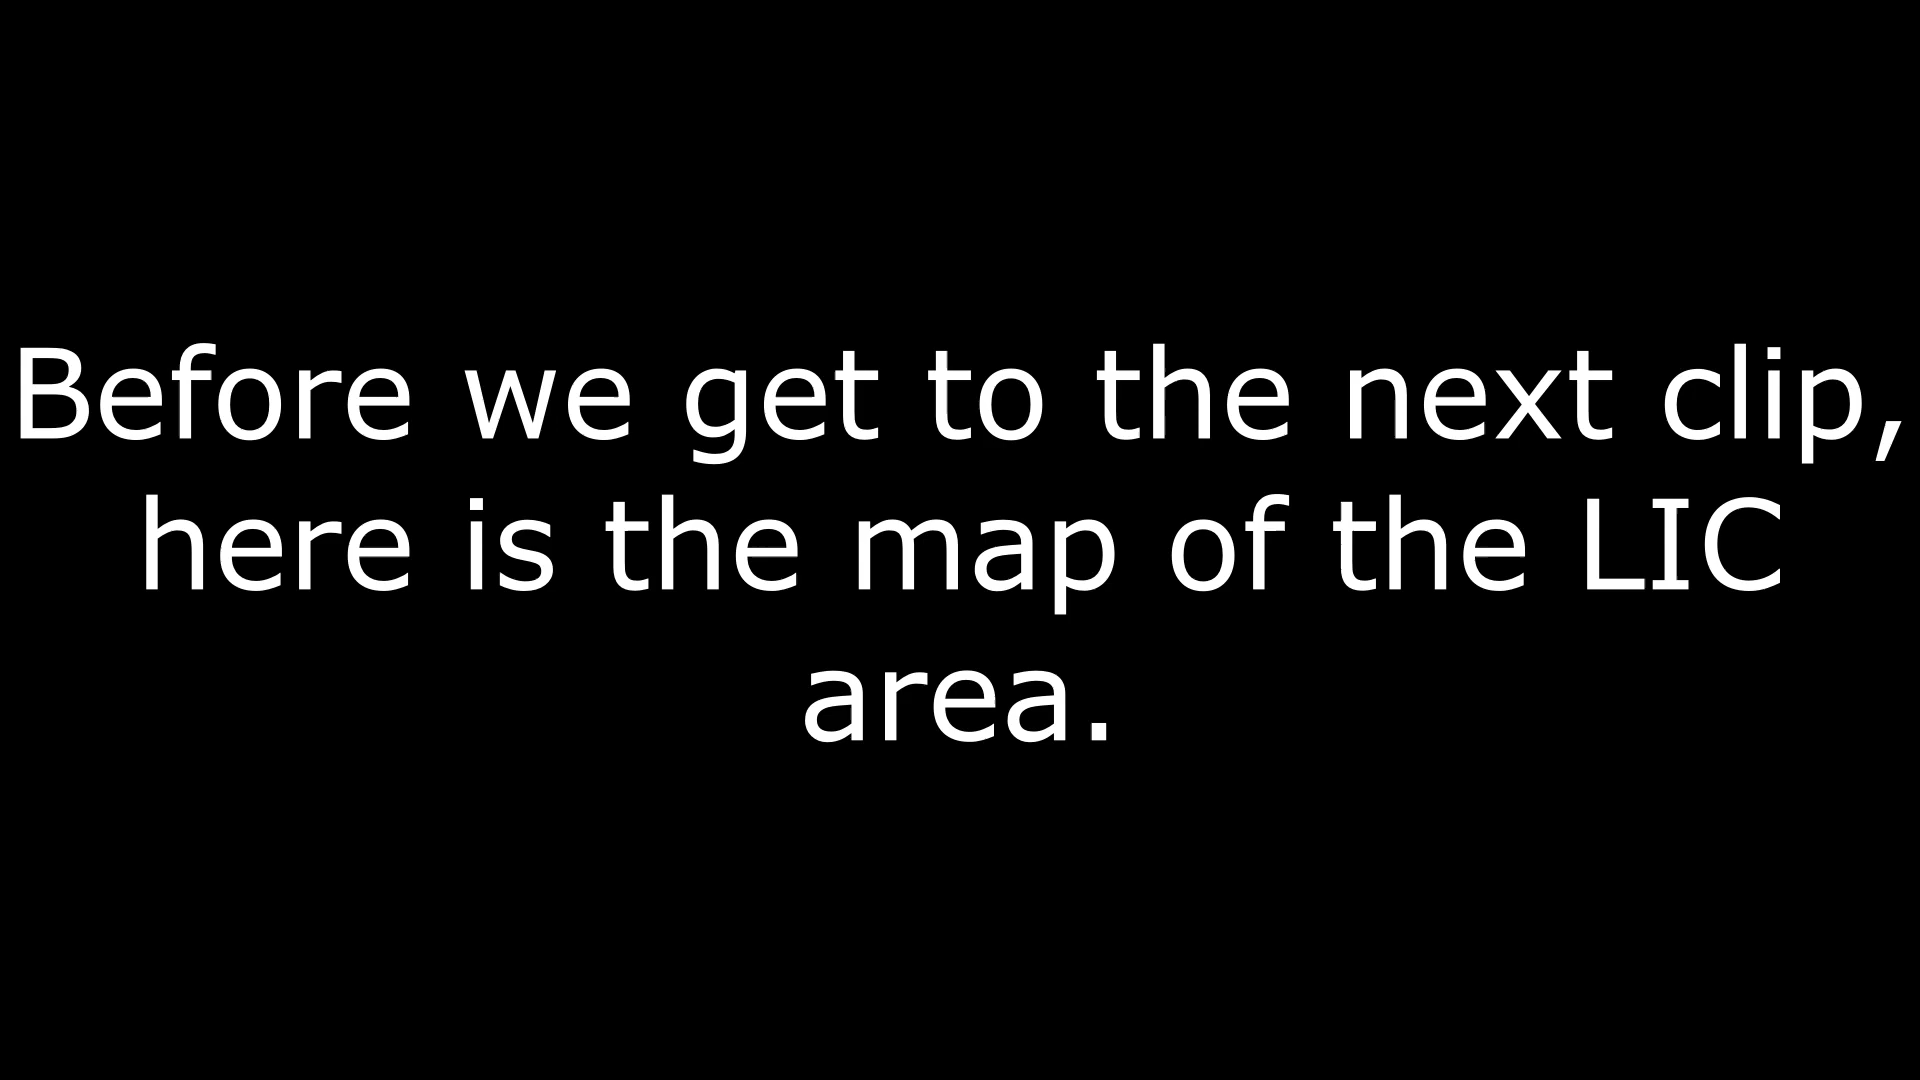 Before we get to the next clip,
here is the map of the LIC
area.